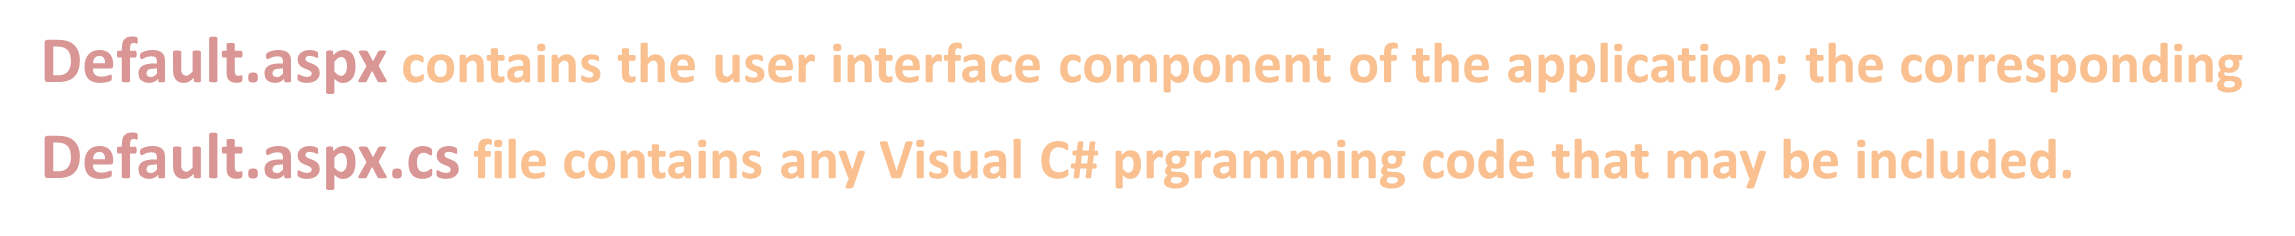 Default.aspx contains the user interface component of the application; the corresponding
Default.aspx.cs file contains any Visual C# prgramming code that may be included.